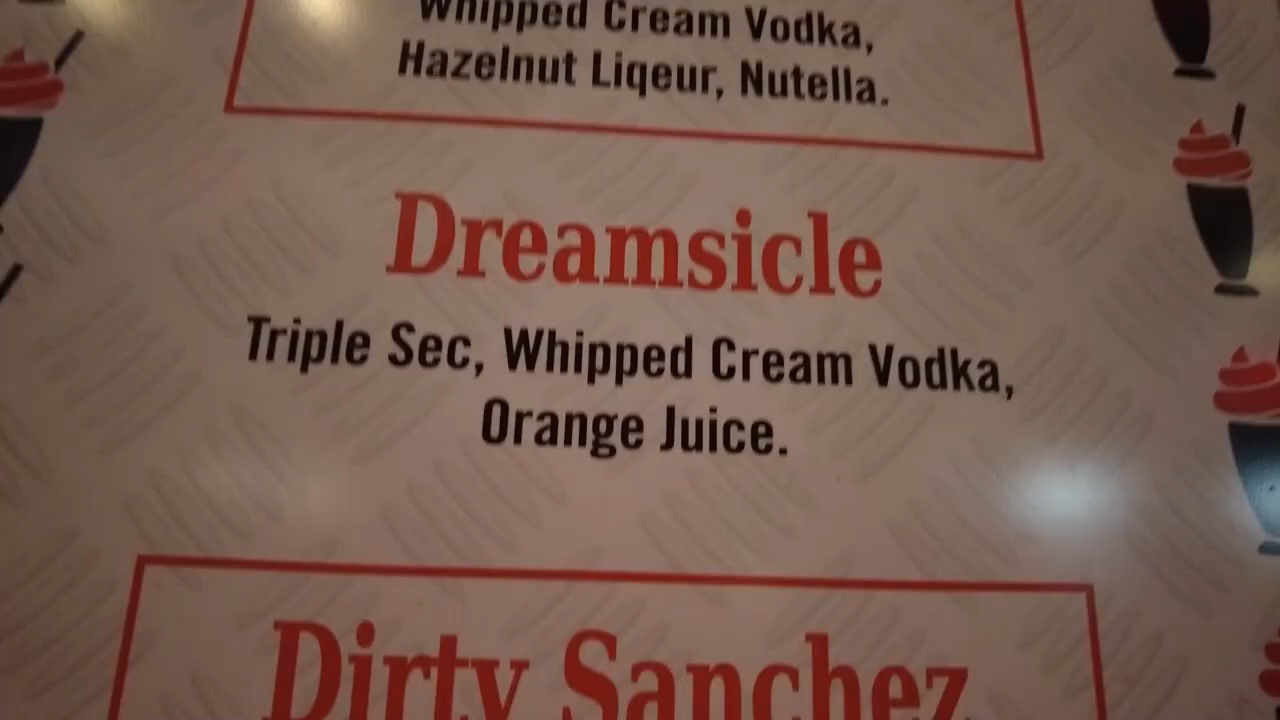 Whipped Cream Vodka,
Hazelnut Liqeur, Nutella.
Dreamsicle
Triple Sec, Whipped Cream Vodka,
Orange Juice.
Dirty Sanchez